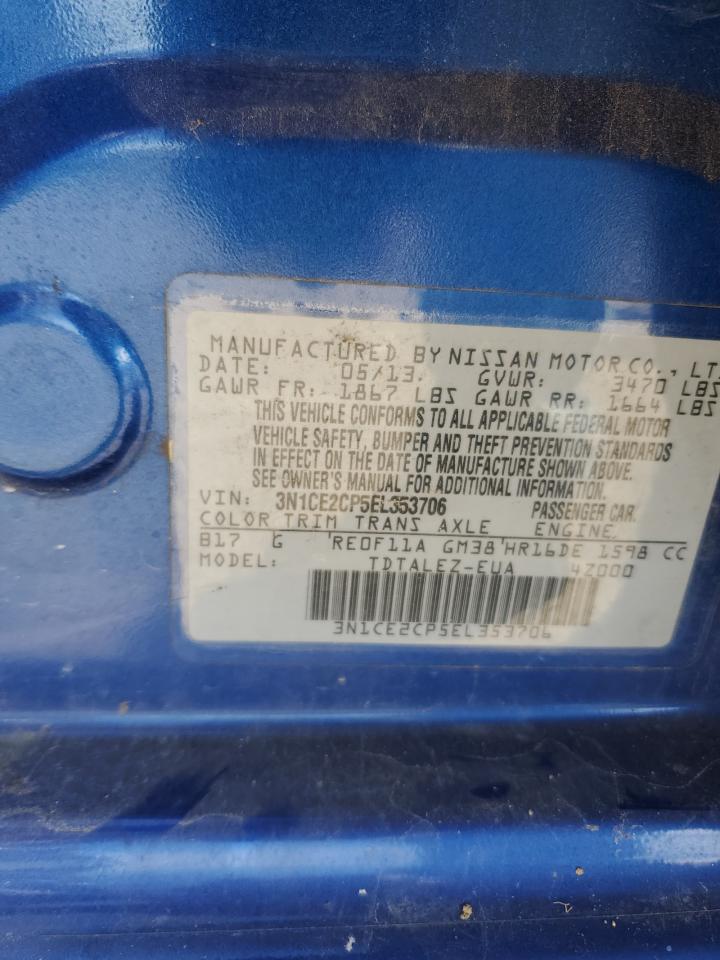 MANUFACTURED BY NISSAN MOTOR CO., LT
DATE: 05/13. GVWR: 3470 LBS
GAWR FR: 1867 LBS GAWR RR: 1664 LBS
THIS VEHICLE CONFORMS TO ALL APPLICABLE FEDERAL MOTOR
VEHICLE SAFETY, BUMPER AND THEFT PREVENTION STANDARDS
IN EFFECT ON THE DATE OF MANUFACTURE SHOWN ABOVE.
SEE OWNER'S MANUAL FOR ADDITIONAL INFORMATION.
VIN: 3N1CE2CP5EL353706 PASSENGER CAR.
COLOR TRIM TRANS AXLE ENGINE
B17 G RE0F11A GM38 HR16DE 1598 CC
MODEL: TDTALEZ-EUA 4Z000
3N1CE2CP5EL353706